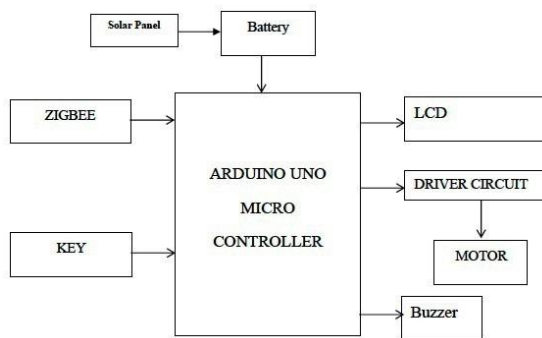 Solar Panel
Battery
ZIGBEE
LCD
ARDUINO UNO
MICRO
CONTROLLER
DRIVER CIRCUIT
KEY
MOTOR
Buzzer